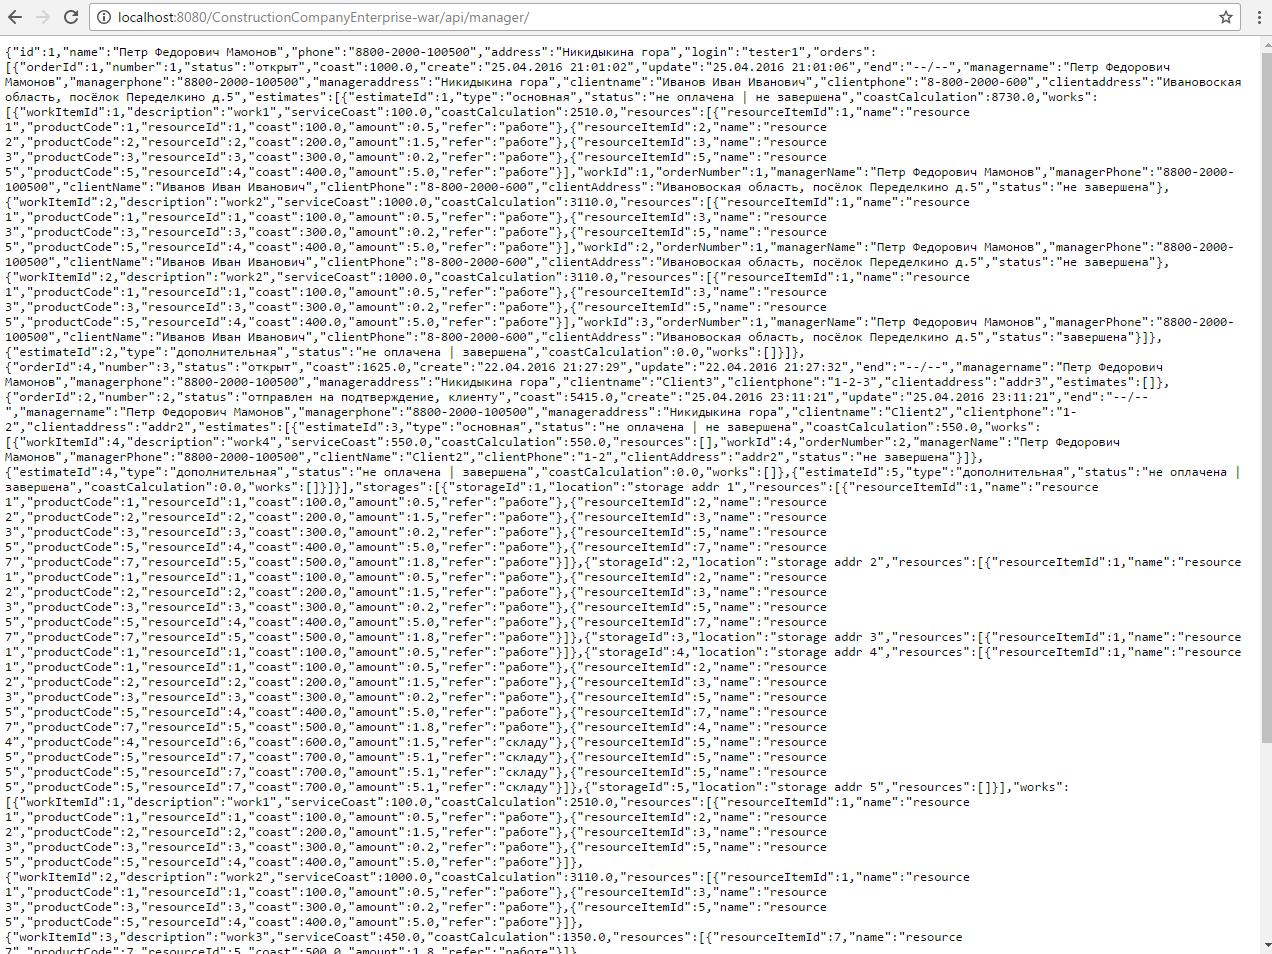 localhost:8080/ConstructionCompanyEnterprise-war/api/manager/
{"id":1,"name":"Петр Федорович Мамонов","phone":"8800-2000-100500","address":"Никидыкина гора","login":"tester1","orders":
[{"orderId":1,"number":1,"status":"открыт","coast":1000.0,"create":"25.04.2016 21:01:02","update":"25.04.2016 21:01:06","end":"--/--","managername":"Петр Федорович
Мамонов","managerphone":"8800-2000-100500","manageraddress":"Никидыкина гора","clientname":"Иванов Иван Иванович","clientphone":"8-800-2000-600","clientaddress":"Ивановоская
область, посёлок Переделкино д.5","estimates":[{"estimateId":1,"type":"основная","status":"не оплачена | не завершена","coastCalculation":8730.0,"works":
[{"workItemId":1,"description":"work1","serviceCoast":100.0,"coastCalculation":2510.0,"resources":[{"resourceItemId":1,"name":"resource
1","productCode":1,"resourceId":1,"coast":100.0,"amount":0.5,"refer":"работе"},{"resourceItemId":2,"name":"resource
2","productCode":2,"resourceId":2,"coast":200.0,"amount":1.5,"refer":"работе"},{"resourceItemId":3,"name":"resource
3","productCode":3,"resourceId":3,"coast":300.0,"amount":0.2,"refer":"работе"},{"resourceItemId":5,"name":"resource
5","productCode":5,"resourceId":4,"coast":400.0,"amount":5.0,"refer":"работе"}],"workId":1,"orderNumber":1,"managerName":"Петр Федорович Мамонов","managerPhone":"8800-2000-
100500","clientName":"Иванов Иван Иванович","clientPhone":"8-800-2000-600","clientAddress":"Ивановоская область, посёлок Переделкино д.5","status":"не завершена"},
{"workItemId":2,"description":"work2","serviceCoast":1000.0,"coastCalculation":3110.0,"resources":[{"resourceItemId":1,"name":"resource
1","productCode":1,"resourceId":1,"coast":100.0,"amount":0.5,"refer":"работе"},{"resourceItemId":3,"name":"resource
3","productCode":3,"resourceId":3,"coast":300.0,"amount":0.2,"refer":"работе"},{"resourceItemId":5,"name":"resource
5","productCode":5,"resourceId":4,"coast":400.0,"amount":5.0,"refer":"работе"}],"workId":2,"orderNumber":1,"managerName":"Петр Федорович Мамонов","managerPhone":"8800-2000-
100500","clientName":"Иванов Иван Иванович","clientPhone":"8-800-2000-600","clientAddress":"Ивановоская область, посёлок Переделкино д.5","status":"не завершена"},
{"workItemId":2,"description":"work2","serviceCoast":1000.0,"coastCalculation":3110.0,"resources":[{"resourceItemId":1,"name":"resource
1","productCode":1,"resourceId":1,"coast":100.0,"amount":0.5,"refer":"работе"},{"resourceItemId":3,"name":"resource
3","productCode":3,"resourceId":3,"coast":300.0,"amount":0.2,"refer":"работе"},{"resourceItemId":5,"name":"resource
5","productCode":5,"resourceId":4,"coast":400.0,"amount":5.0,"refer":"работе"}],"workId":3,"orderNumber":1,"managerName":"Петр Федорович Мамонов","managerPhone":"8800-2000-
100500","clientName":"Иванов Иван Иванович","clientPhone":"8-800-2000-600","clientAddress":"Ивановоская область, посёлок Переделкино д.5","status":"завершена"}]},
{"estimateId":2,"type":"дополнительная","status":"не оплачена | завершена","coastCalculation":0.0,"works":[]}]},
{"orderId":4,"number":3,"status":"открыт","coast":1625.0,"create":"22.04.2016 21:27:29","update":"22.04.2016 21:27:32","end":"--/--","managername":"Петр Федорович
Мамонов","managerphone":"8800-2000-100500","manageraddress":"Никидыкина гора","clientname":"Client3","clientphone":"1-2-3","clientaddress":"addr3","estimates":[]},
{"orderId":2,"number":2,"status":"отправлен на подтверждение, клиенту","coast":5415.0,"create":"25.04.2016 23:11:21","update":"25.04.2016 23:11:21","end":"--/--
","managername":"Петр Федорович Мамонов","managerphone":"8800-2000-100500","manageraddress":"Никидыкина гора","clientname":"Client2","clientphone":"1-
2","clientaddress":"addr2","estimates":[{"estimateId":3,"type":"основная","status":"не оплачена | не завершена","coastCalculation":550.0,"works":
[{"workItemId":4,"description":"work4","serviceCoast":550.0,"coastCalculation":550.0,"resources":[],"workId":4,"orderNumber":2,"managerName":"Петр Федорович
Мамонов","managerPhone":"8800-2000-100500","clientName":"Client2","clientPhone":"1-2","clientAddress":"addr2","status":"не завершена"}]},
{"estimateId":4,"type":"дополнительная","status":"не оплачена | завершена","coastCalculation":0.0,"works":[]},{"estimateId":5,"type":"дополнительная","status":"не оплачена |
завершена","coastCalculation":0.0,"works":[]}]}],"storages":[{"storageId":1,"location":"storage addr 1","resources":[{"resourceItemId":1,"name":"resource
1","productCode":1,"resourceId":1,"coast":100.0,"amount":0.5,"refer":"работе"},{"resourceItemId":2,"name":"resource
2","productCode":2,"resourceId":2,"coast":200.0,"amount":1.5,"refer":"работе"},{"resourceItemId":3,"name":"resource
3","productCode":3,"resourceId":3,"coast":300.0,"amount":0.2,"refer":"работе"},{"resourceItemId":5,"name":"resource
5","productCode":5,"resourceId":4,"coast":400.0,"amount":5.0,"refer":"работе"},{"resourceItemId":7,"name":"resource
7","productCode":7,"resourceId":5,"coast":500.0,"amount":1.8,"refer":"работе"}]},{"storageId":2,"location":"storage addr 2","resources":[{"resourceItemId":1,"name":"resource
1","productCode":1,"resourceId":1,"coast":100.0,"amount":0.5,"refer":"работе"},{"resourceItemId":2,"name":"resource
2","productCode":2,"resourceId":2,"coast":200.0,"amount":1.5,"refer":"работе"},{"resourceItemId":3,"name":"resource
3","productCode":3,"resourceId":3,"coast":300.0,"amount":0.2,"refer":"работе"},{"resourceItemId":5,"name":"resource
5","productCode":5,"resourceId":4,"coast":400.0,"amount":5.0,"refer":"работе"},{"resourceItemId":7,"name":"resource
7","productCode":7,"resourceId":5,"coast":500.0,"amount":1.8,"refer":"работе"}]},{"storageId":3,"location":"storage addr 3","resources":[{"resourceItemId":1,"name":"resource
1","productCode":1,"resourceId":1,"coast":100.0,"amount":0.5,"refer":"работе"}]},{"storageId":4,"location":"storage addr 4","resources":[{"resourceItemId":1,"name":"resource
1","productCode":1,"resourceId":1,"coast":100.0,"amount":0.5,"refer":"работе"},{"resourceItemId":2,"name":"resource
2","productCode":2,"resourceId":2,"coast":200.0,"amount":1.5,"refer":"работе"},{"resourceItemId":3,"name":"resource
3","productCode":3,"resourceId":3,"coast":300.0,"amount":0.2,"refer":"работе"},{"resourceItemId":5,"name":"resource
5","productCode":5,"resourceId":4,"coast":400.0,"amount":5.0,"refer":"работе"},{"resourceItemId":7,"name":"resource
7","productCode":7,"resourceId":5,"coast":500.0,"amount":1.8,"refer":"работе"},{"resourceItemId":4,"name":"resource
4","productCode":4,"resourceId":6,"coast":600.0,"amount":1.5,"refer":"складу"},{"resourceItemId":5,"name":"resource
5","productCode":5,"resourceId":7,"coast":700.0,"amount":5.1,"refer":"складу"},{"resourceItemId":5,"name":"resource
5","productCode":5,"resourceId":7,"coast":700.0,"amount":5.1,"refer":"складу"},{"resourceItemId":5,"name":"resource
5","productCode":5,"resourceId":7,"coast":700.0,"amount":5.1,"refer":"складу"}]},{"storageId":5,"location":"storage addr 5","resources":[]}],"works":
[{"workItemId":1,"description":"work1","serviceCoast":100.0,"coastCalculation":2510.0,"resources":[{"resourceItemId":1,"name":"resource
1","productCode":1,"resourceId":1,"coast":100.0,"amount":0.5,"refer":"работе"},{"resourceItemId":2,"name":"resource
2","productCode":2,"resourceId":2,"coast":200.0,"amount":1.5,"refer":"работе"},{"resourceItemId":3,"name":"resource
3","productCode":3,"resourceId":3,"coast":300.0,"amount":0.2,"refer":"работе"},{"resourceItemId":5,"name":"resource
5","productCode":5,"resourceId":4,"coast":400.0,"amount":5.0,"refer":"работе"}]},
{"workItemId":2,"description":"work2","serviceCoast":1000.0,"coastCalculation":3110.0,"resources":[{"resourceItemId":1,"name":"resource
1","productCode":1,"resourceId":1,"coast":100.0,"amount":0.5,"refer":"работе"},{"resourceItemId":3,"name":"resource
3","productCode":3,"resourceId":3,"coast":300.0,"amount":0.2,"refer":"работе"},{"resourceItemId":5,"name":"resource
5","productCode":5,"resourceId":4,"coast":400.0,"amount":5.0,"refer":"работе"}]},
{"workItemId":3,"description":"work3","serviceCoast":450.0,"coastCalculation":1350.0,"resources":[{"resourceItemId":7,"name":"resource
7","productCode":7,"resourceId":5,"coast":500.0,"amount":1.8,"refer":"работе"}]},